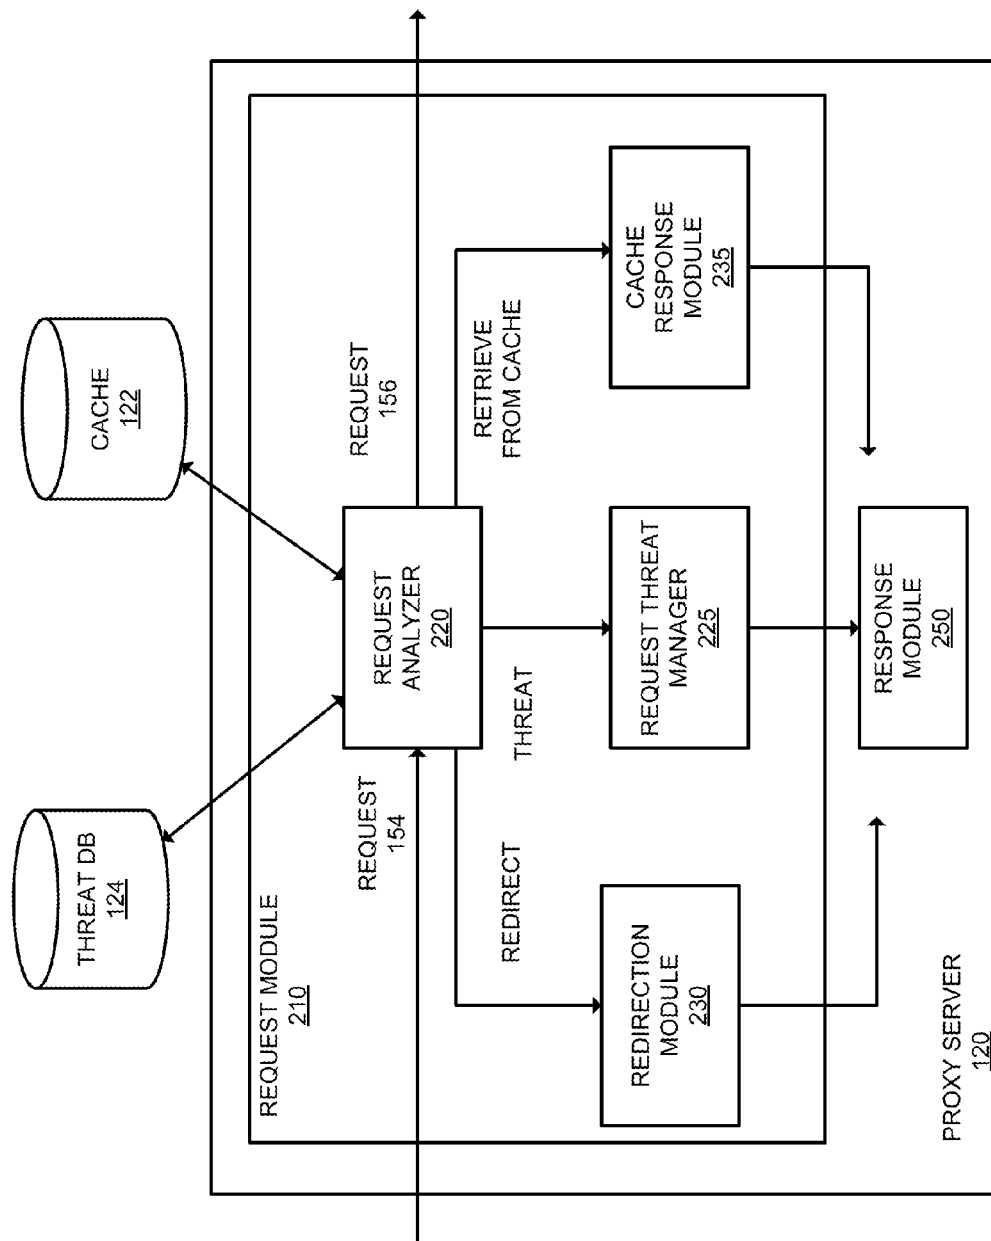 THREAT DB
124
CACHE
122
REQUEST MODULE
210
REQUEST
154
REQUEST
ANALYZER
220
REQUEST
156
REDIRECT
THREAT
RETRIEVE
FROM CACHE
REDIRECTION
MODULE
230
REQUEST THREAT
MANAGER
225
CACHE
RESPONSE
MODULE
235
PROXY SERVER
120
RESPONSE
MODULE
250